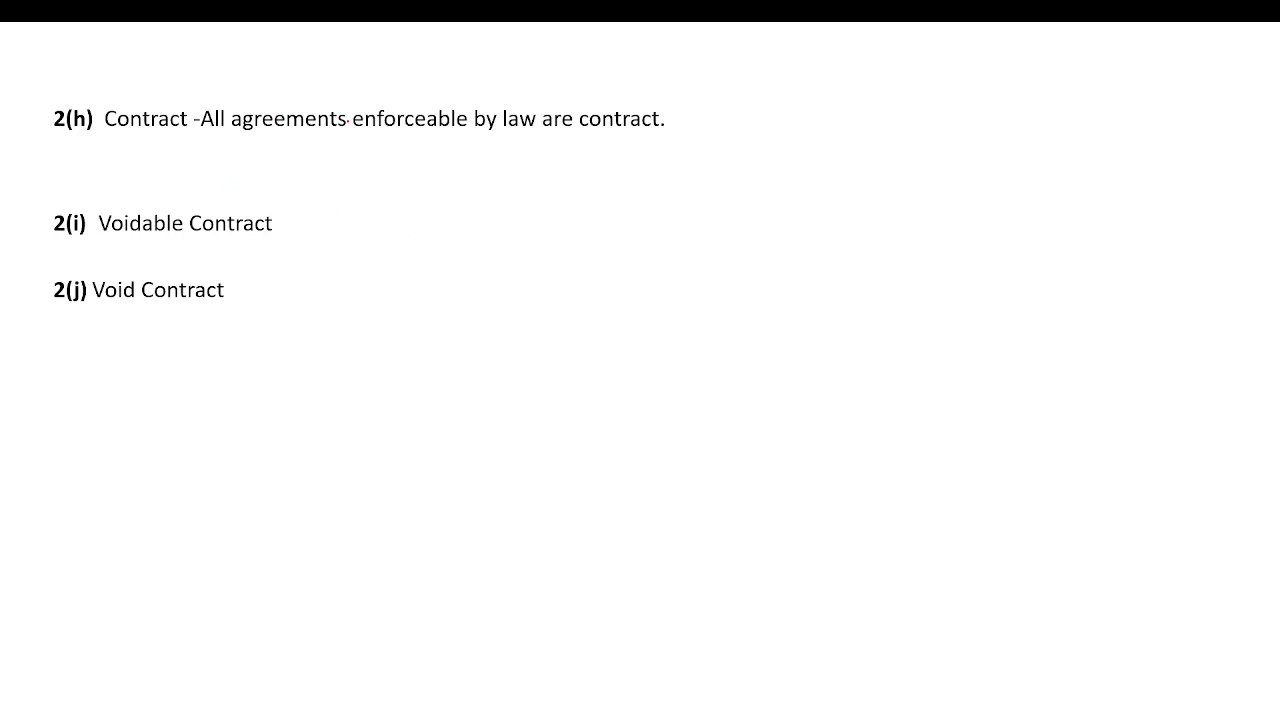 2(h) Contract -All agreements enforceable by law are contract.
2(i) Voidable Contract
2(j) Void Contract